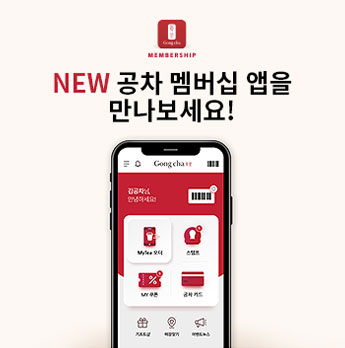 Gong cha
MEMBERSHIP
NEW 공차 멤버십 앱을
만나보세요!
Gong cha
김공차님,
안녕하세요!
MyTea 오더
스탬프
MY 쿠폰
공차 카드
기프트샵
매장찾기
이벤트뉴스